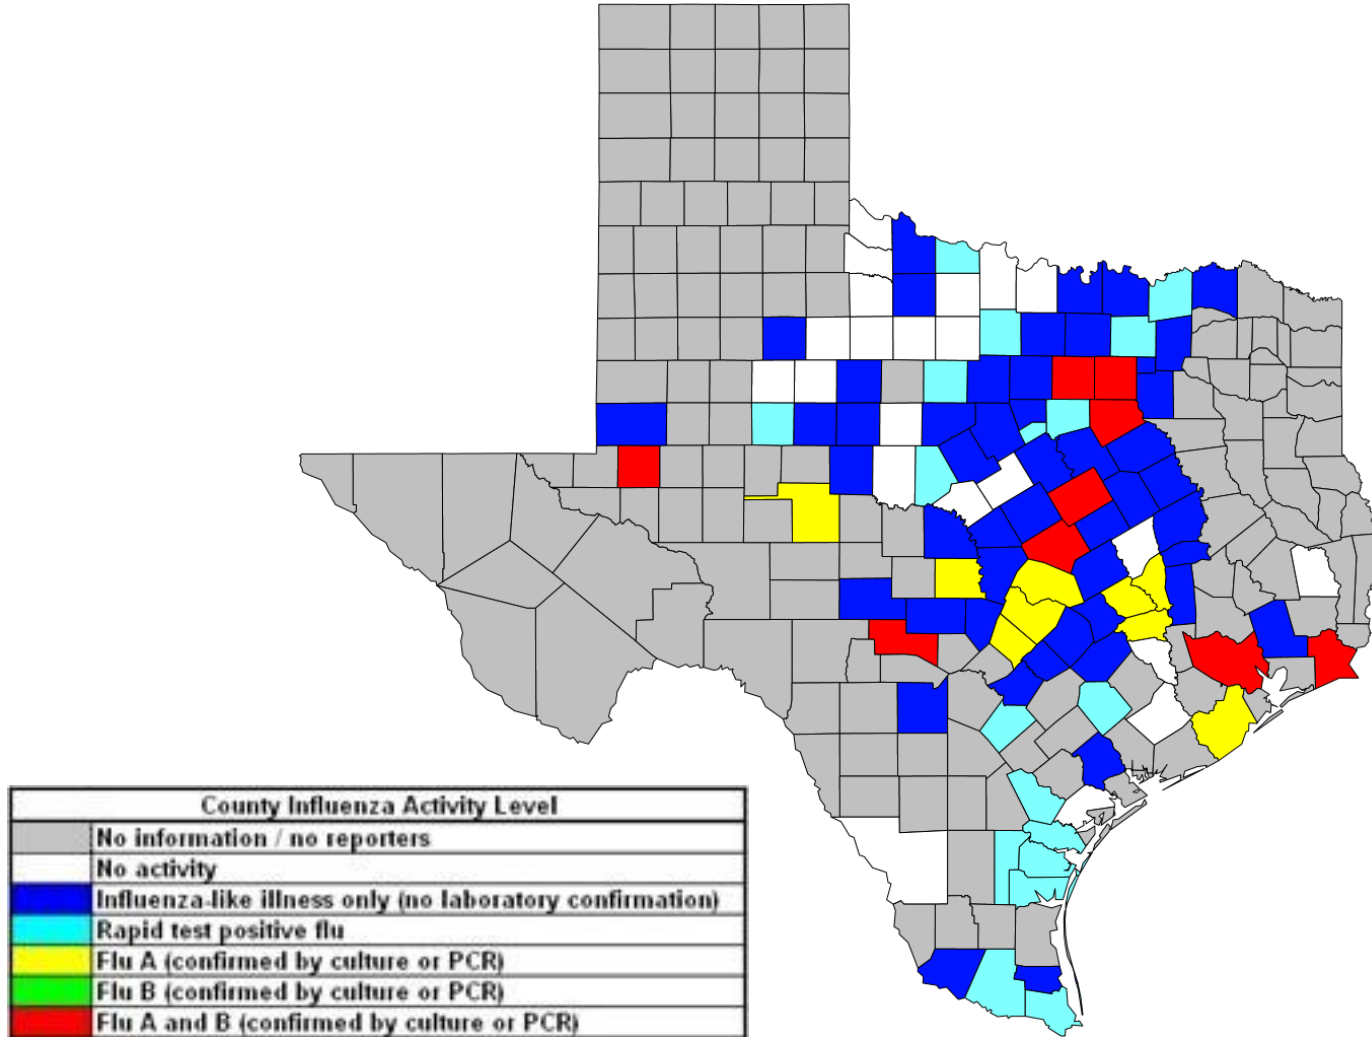 County Influenza Activity Level
No information / no reporters
No activity
Influenza-like illness only (no laboratory confirmation)
Rapid test positive flu
Flu A (confirmed by culture or PCR)
Flu B (confirmed by culture or PCR)
Flu A and B (confirmed by culture or PCR)